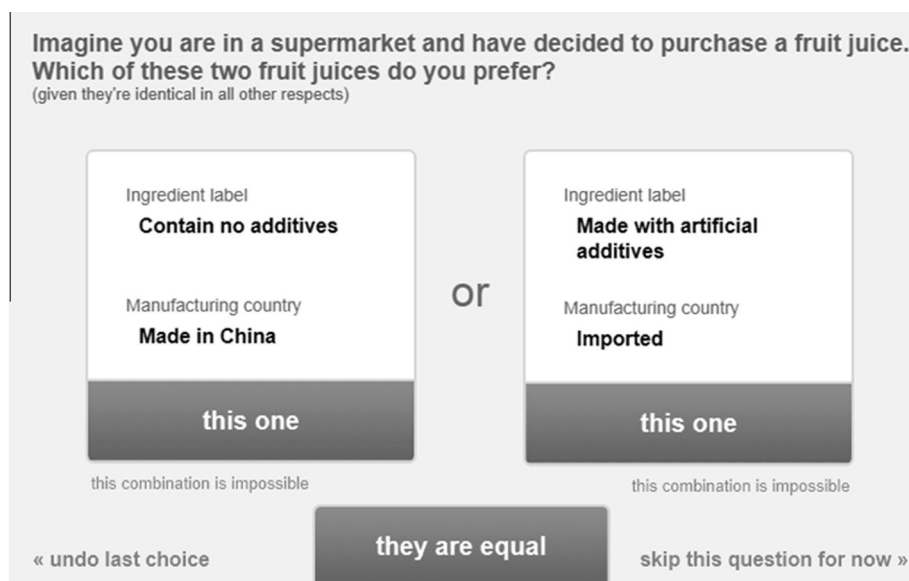 Imagine you are in a supermarket and have decided to purchase a fruit juice.
Which of these two fruit juices do you prefer?
(given they're identical in all other respects)
Ingredient label
Contain no additives
Manufacturing country
Made in China
this one
this combination is impossible
or
Ingredient label
Made with artificial
additives
Manufacturing country
Imported
this one
this combination is impossible
« undo last choice
they are equal
skip this question for now »